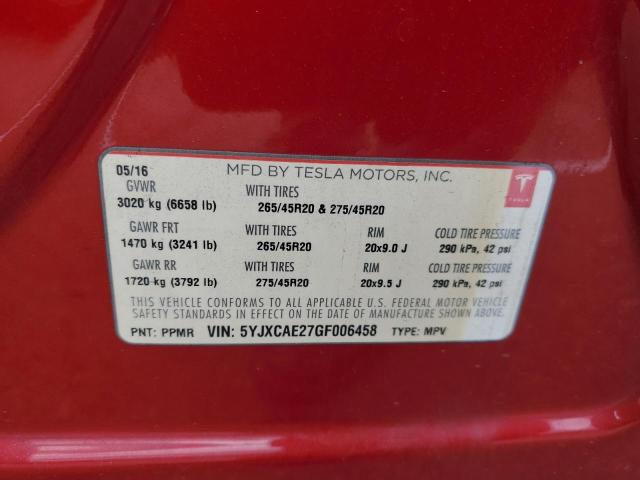 05/16 MFD BY TESLA MOTORS, INC.
GVWR WITH TIRES
3020 kg (6658 lb) 265/45R20 & 275/45R20
GAWR FRT WITH TIRES RIM COLD TIRE PRESSURE
1470 kg (3241 lb) 265/45R20 20x9.0 J 290 kPa, 42 psi
GAWR RR WITH TIRES RIM COLD TIRE PRESSURE
1720 kg (3792 lb) 275/45R20 20x9.5 J 290 kPa, 42 psi
THIS VEHICLE CONFORMS TO ALL APPLICABLE U.S. FEDERAL MOTOR VEHICLE
SAFETY STANDARDS IN EFFECT ON THE DATE OF MANUFACTURE SHOWN ABOVE.
PNT: PPMR VIN: 5YJXCAE27GF006458 TYPE: MPV
TESLA